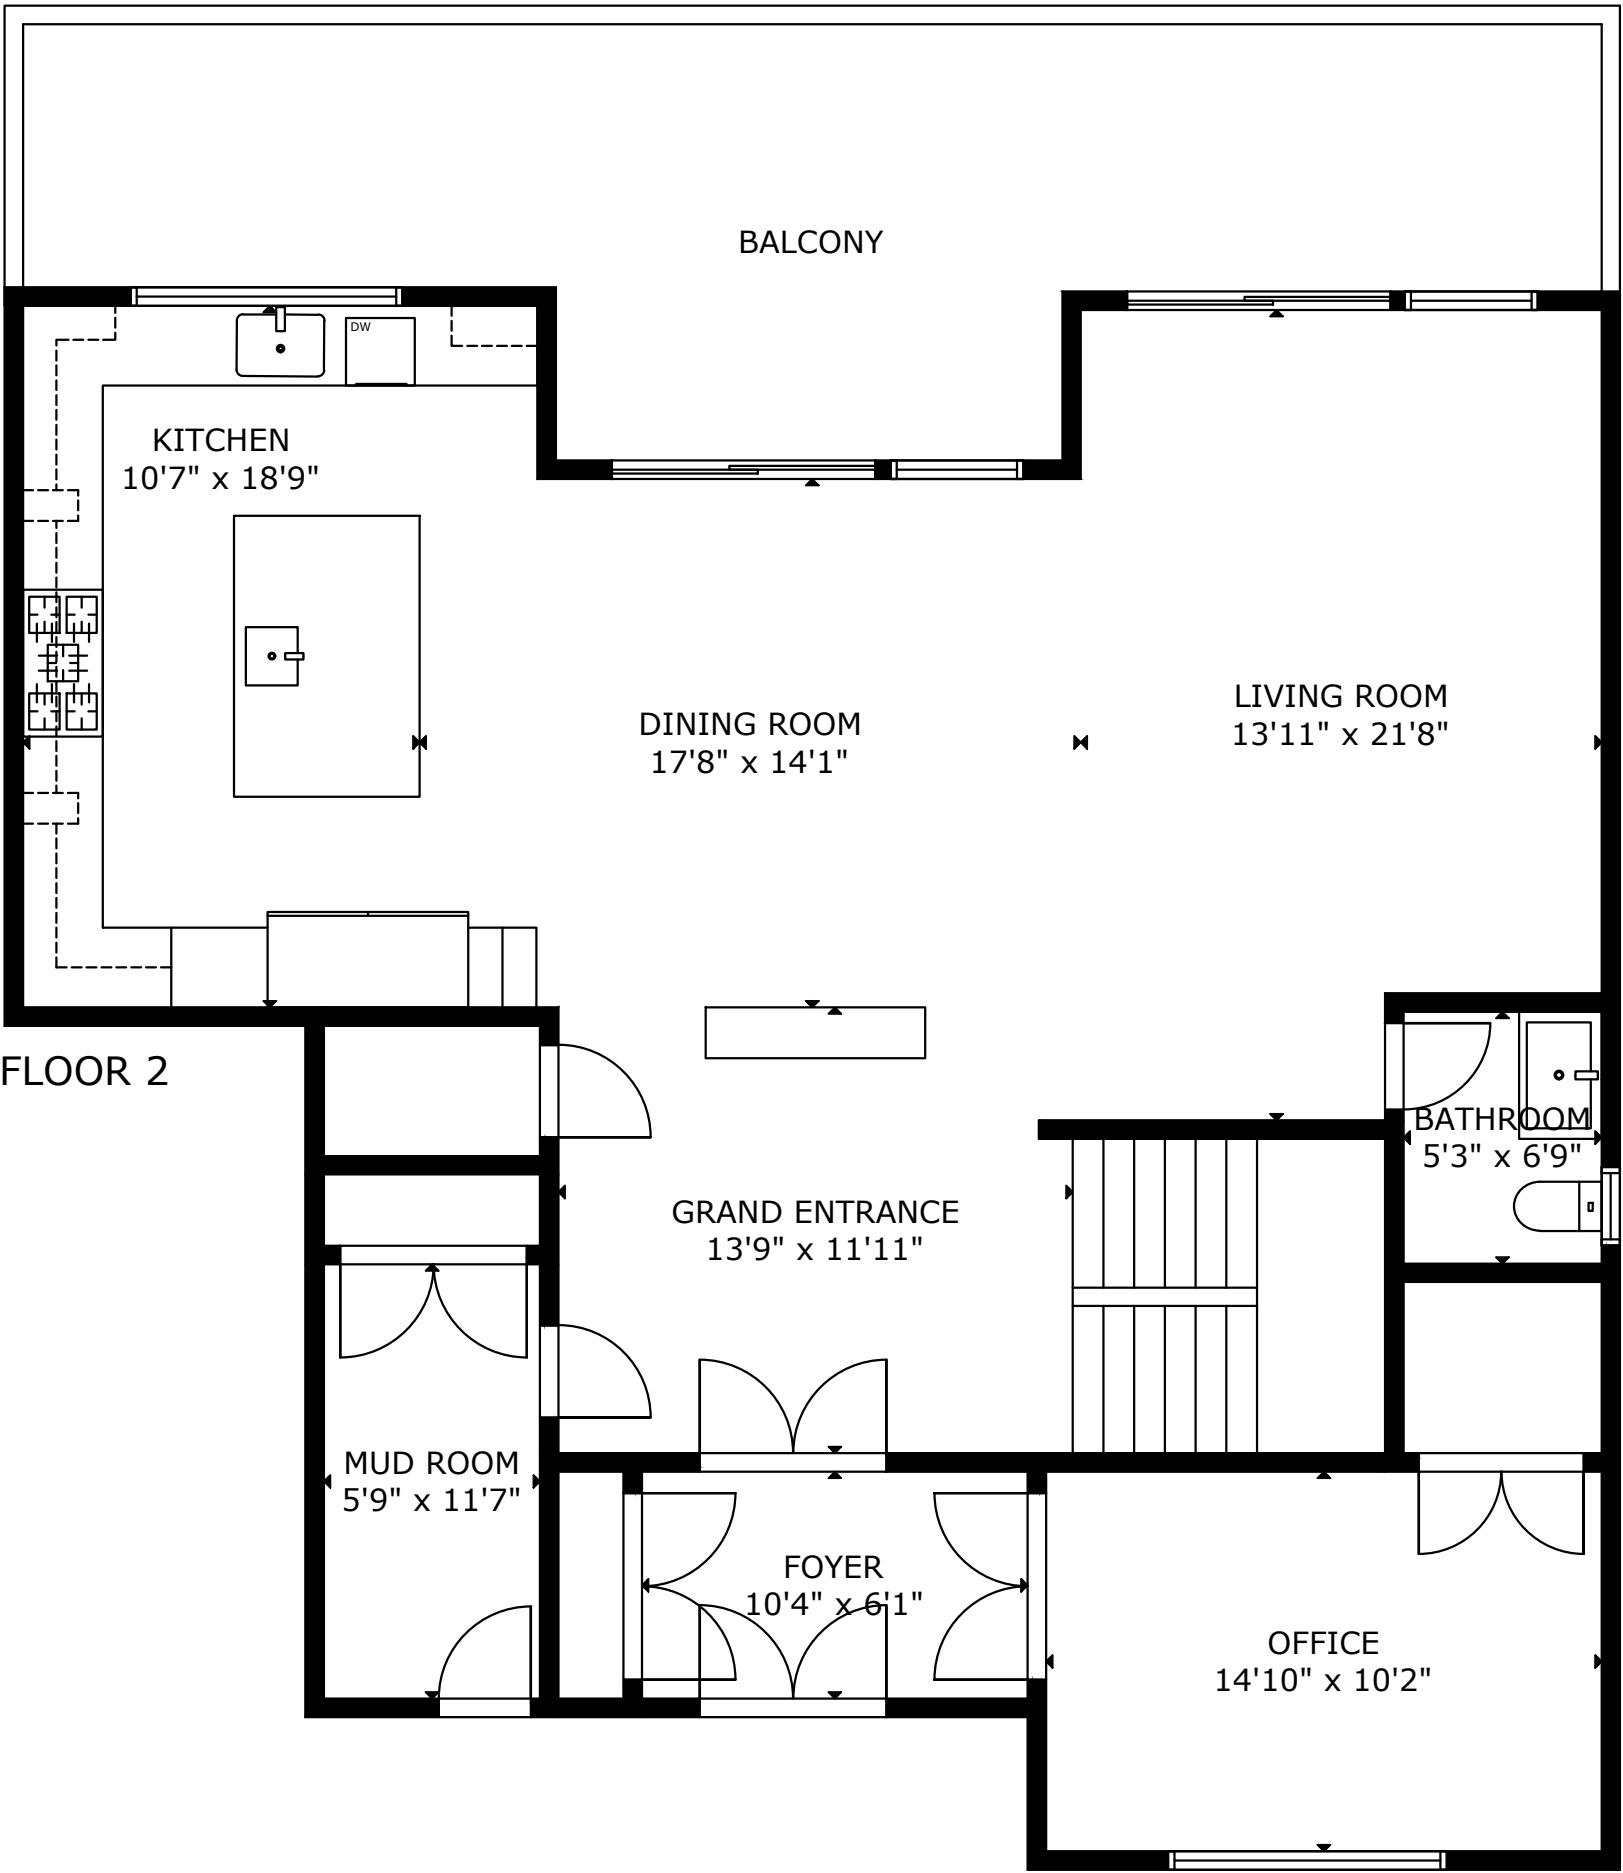 BALCONY
DW
KITCHEN
10'7" x 18'9"
DINING ROOM
17'8" x 14'1"
LIVING ROOM
13'11" x 21'8"
FLOOR 2
BATHROOM
5'3" x 6'9"
GRAND ENTRANCE
13'9" x 11'11"
MUD ROOM
5'9" x 11'7"
FOYER
10'4" x 6'1"
OFFICE
14'10" x 10'2"